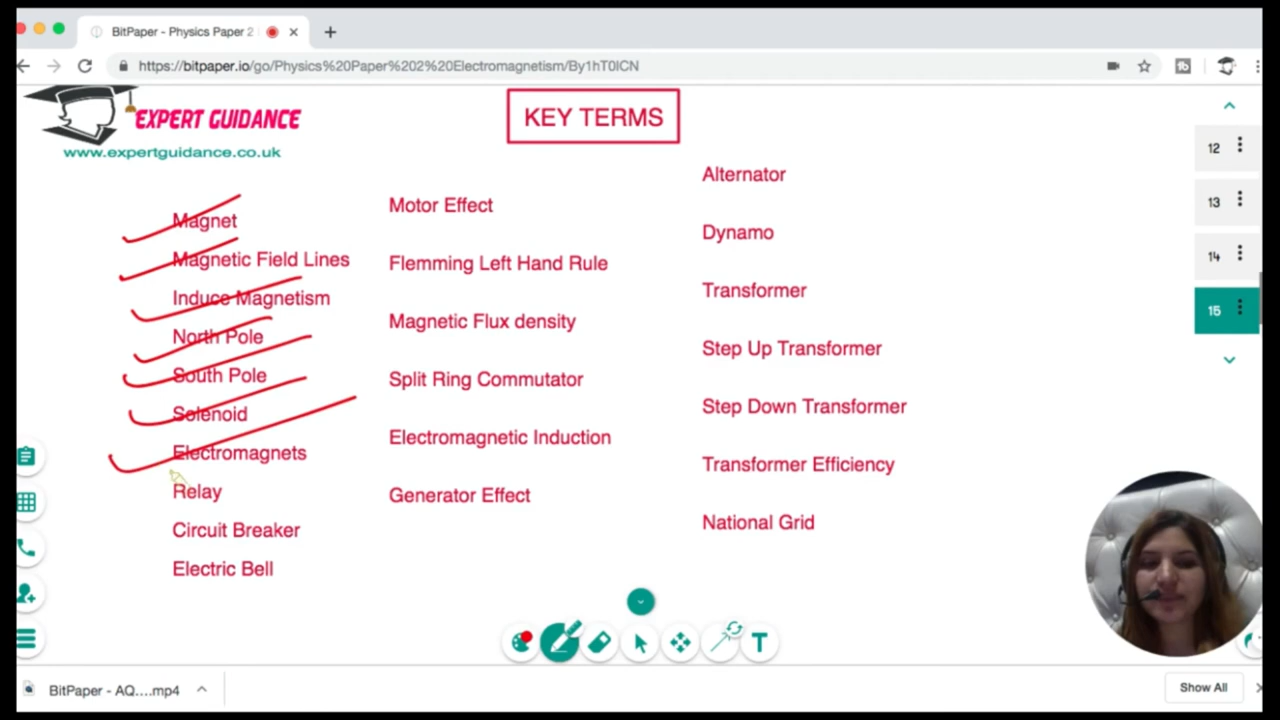 BitPaper - Physics Paper 2
https://bitpaper.io/go/Physics%20Paper%202%20Electromagnetism/By1hT0ICN
EXPERT GUIDANCE
www.expertguidance.co.uk
KEY TERMS
Magnet
Magnetic Field Lines
Induce Magnetism
North Pole
South Pole
Solenoid
Electromagnets
Relay
Circuit Breaker
Electric Bell
Motor Effect
Flemming Left Hand Rule
Magnetic Flux density
Split Ring Commutator
Electromagnetic Induction
Generator Effect
Alternator
Dynamo
Transformer
Step Up Transformer
Step Down Transformer
Transformer Efficiency
National Grid
12
13
14
15
T
BitPaper - AQ....mp4
Show All